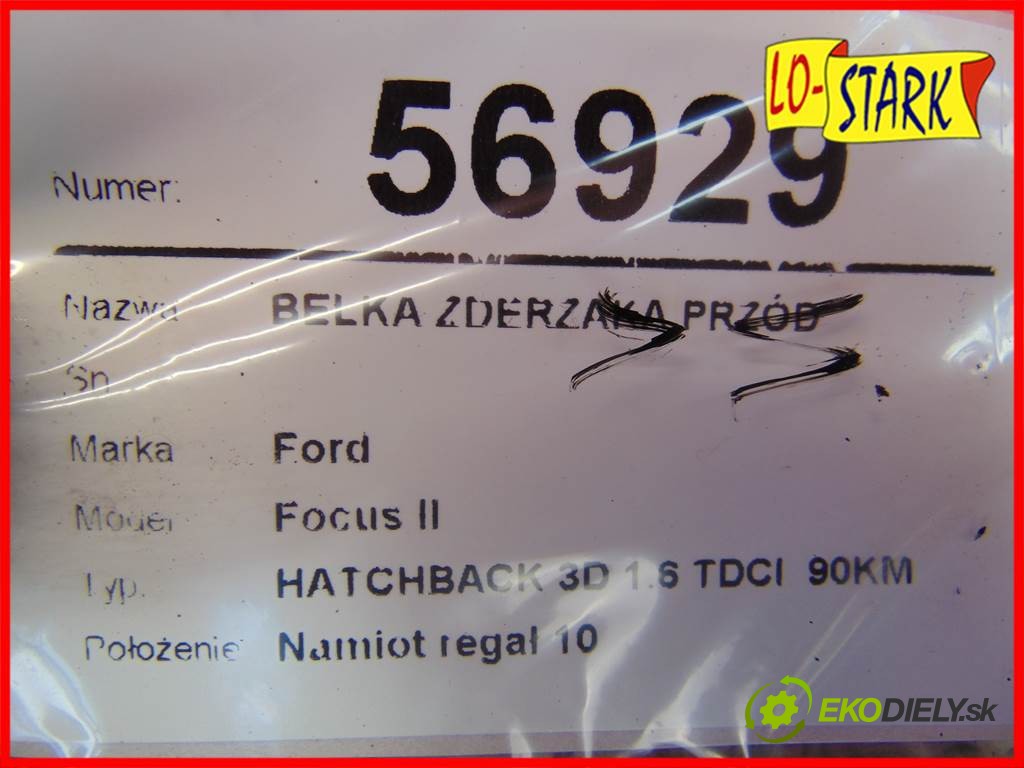 LO-STARK
Numer: 56929
Nazwa BELKA ZDERZAKA PRZÓD
Sn
Marka Ford
Model Focus II
Typ. HATCHBACK 3D 1.6 TDCI 90KM
Położenie Namiot regał 10
EKODIELY.sk